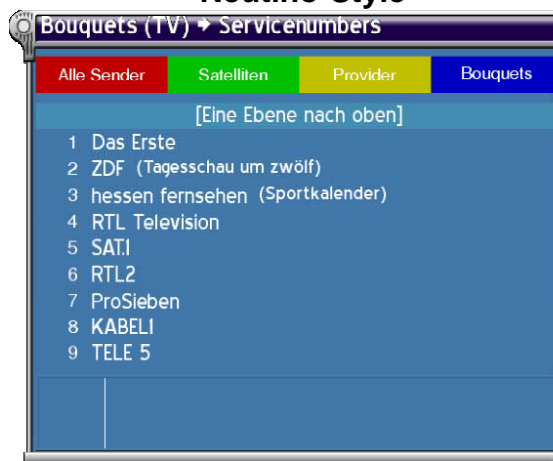 Routine-Style
Bouquets (TV) ➜ Servicenumbers
Alle Sender Satelliten Provider Bouquets
[Eine Ebene nach oben]
1 Das Erste
2 ZDF (Tagesschau um zwölf)
3 hessen fernsehen (Sportkalender)
4 RTL Television
5 SAT.1
6 RTL2
7 ProSieben
8 KABEL1
9 TELE 5